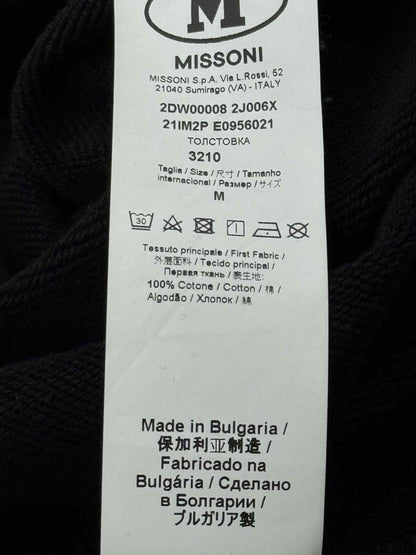 M
MISSONI
MISSONI S.p.A. Via L.Rossi, 52
21040 Sumirago (VA) - ITALY
2DW00008 2J006X
21IM2P E0956021
ТОЛСТОВКА
3210
Taglia / Size / 尺寸 / Tamanho
internacional / Размер / サイズ
M
30
Tessuto principale / First Fabric /
外层面料 / Tecido principal /
Первая ткань / 表生地:
100% Cotone / Cotton / 棉 /
Algodão / Хлопок / 綿
Made in Bulgaria /
保加利亚制造 /
Fabricado na
Bulgária / Сделано
в Болгарии /
ブルガリア製